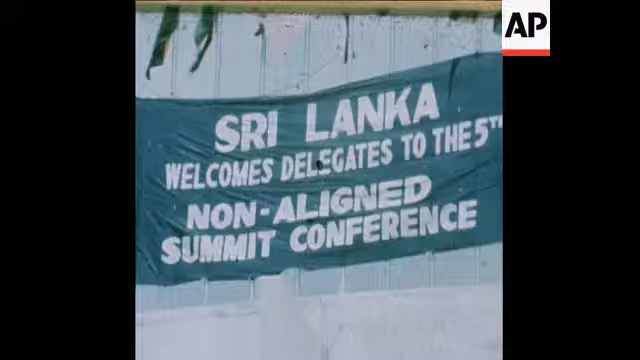 AP
SRI LANKA
WELCOMES DELEGATES TO THE 5TH
NON-ALIGNED
SUMMIT CONFERENCE